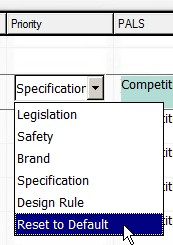 Priority PALS
Specification Competit
Legislation
Safety
Brand
Specification
Design Rule
Reset to Default